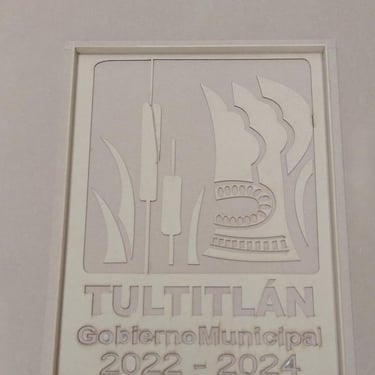 TULTITLÁN
GobiernoMunicipal
2022 - 2024